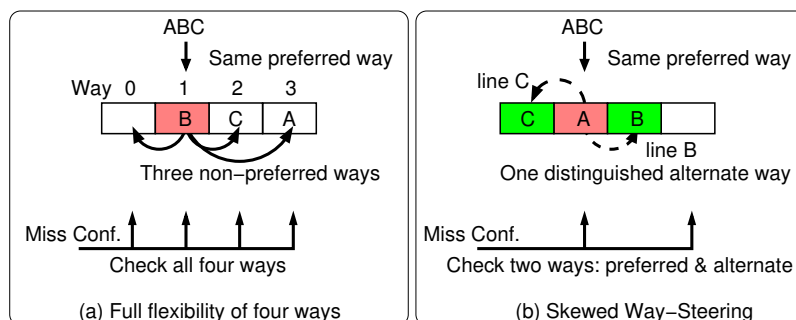 ABC
Same preferred way
Way 0 1 2 3
B C A
Three non−preferred ways
Miss Conf.
Check all four ways
(a) Full flexibility of four ways
ABC
Same preferred way
line C
C A B
line B
One distinguished alternate way
Miss Conf.
Check two ways: preferred & alternate
(b) Skewed Way−Steering